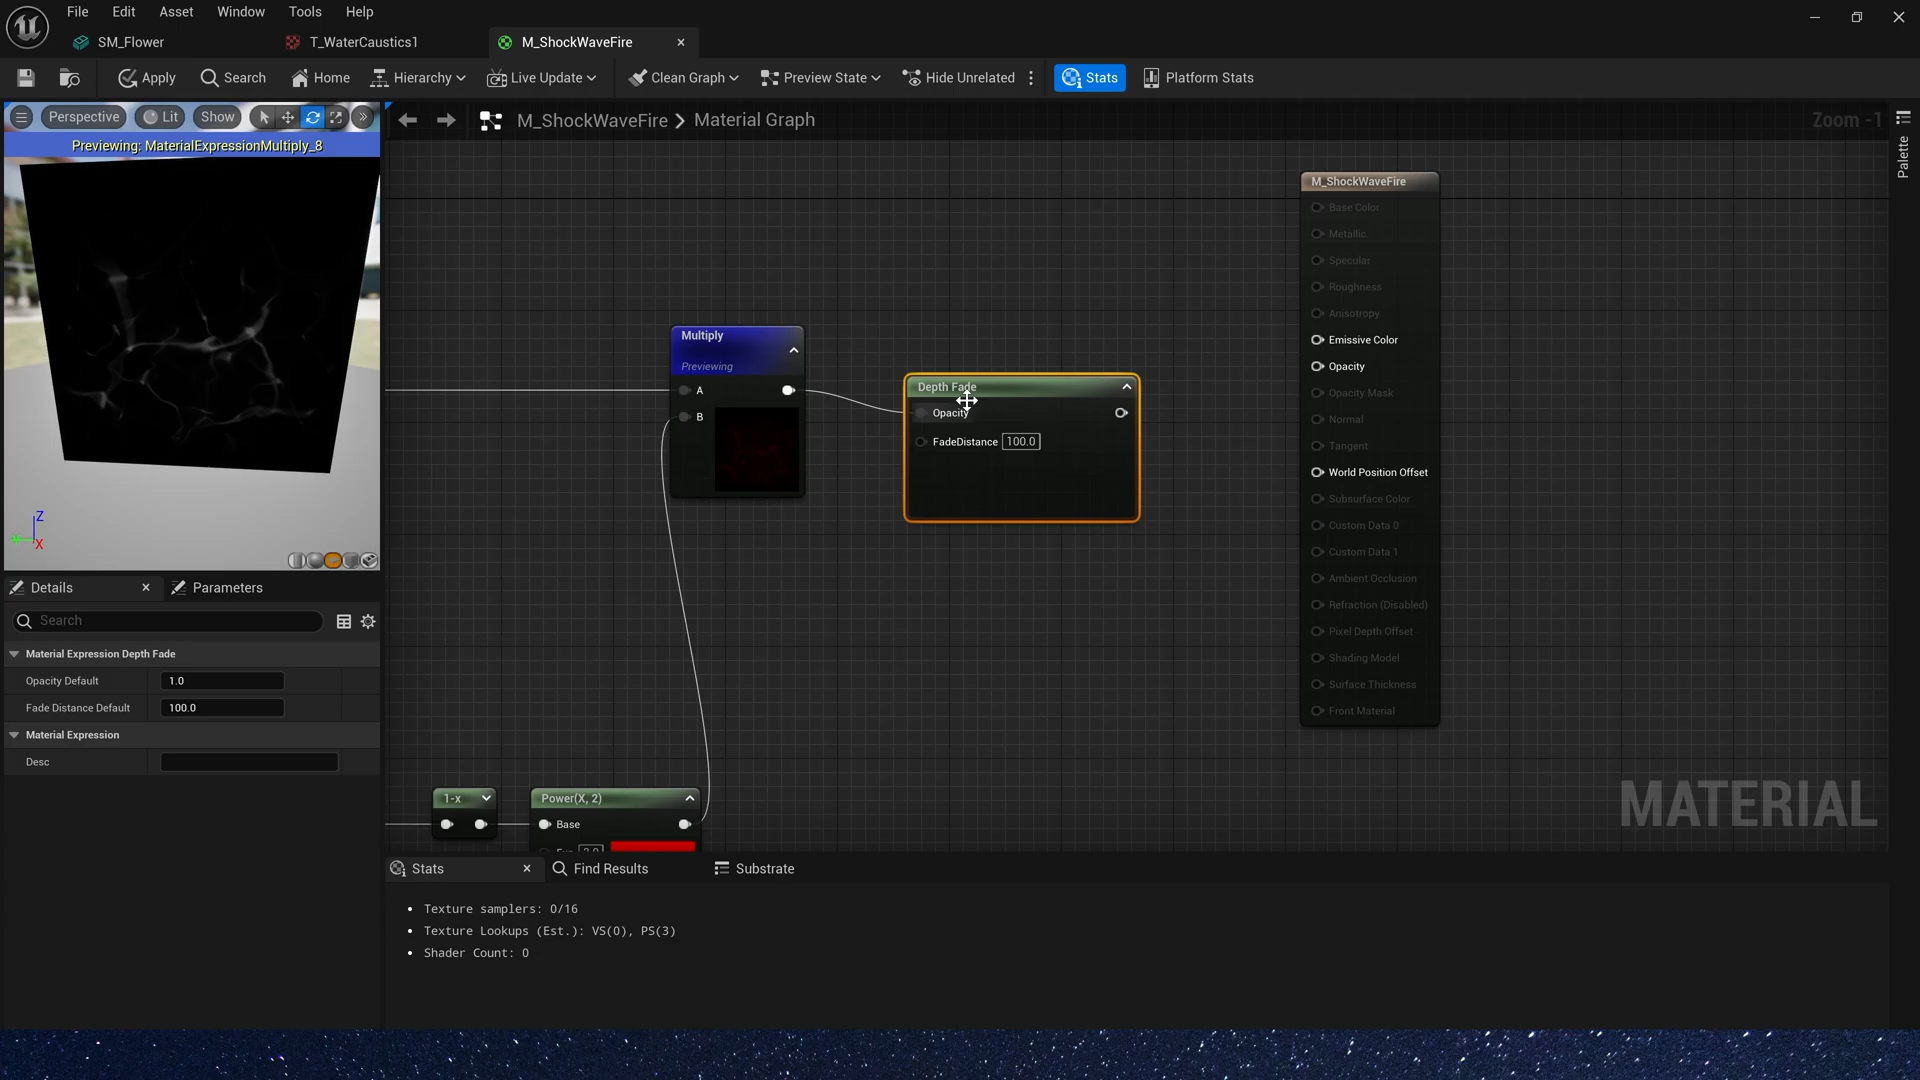 File Edit Asset Window Tools Help
SM_Flower T_WaterCaustics1 M_ShockWaveFire
Apply Search Home Hierarchy Live Update Clean Graph Preview State Hide Unrelated Stats Platform Stats
Perspective Lit Show
Previewing: MaterialExpressionMultiply_8
Z
X
M_ShockWaveFire > Material Graph
Zoom -1
Palette
Multiply
Previewing
A
B
Depth Fade
Opacity
FadeDistance 100.0
M_ShockWaveFire
Base Color
Metallic
Specular
Roughness
Anisotropy
Emissive Color
Opacity
Opacity Mask
Normal
Tangent
World Position Offset
Subsurface Color
Custom Data 0
Custom Data 1
Ambient Occlusion
Refraction (Disabled)
Pixel Depth Offset
Shading Model
Surface Thickness
Front Material
1-x
Power(X, 2)
Base
MATERIAL
Details Parameters
Search
Material Expression Depth Fade
Opacity Default 1.0
Fade Distance Default 100.0
Material Expression
Desc
Stats Find Results Substrate
• Texture samplers: 0/16
• Texture Lookups (Est.): VS(0), PS(3)
• Shader Count: 0